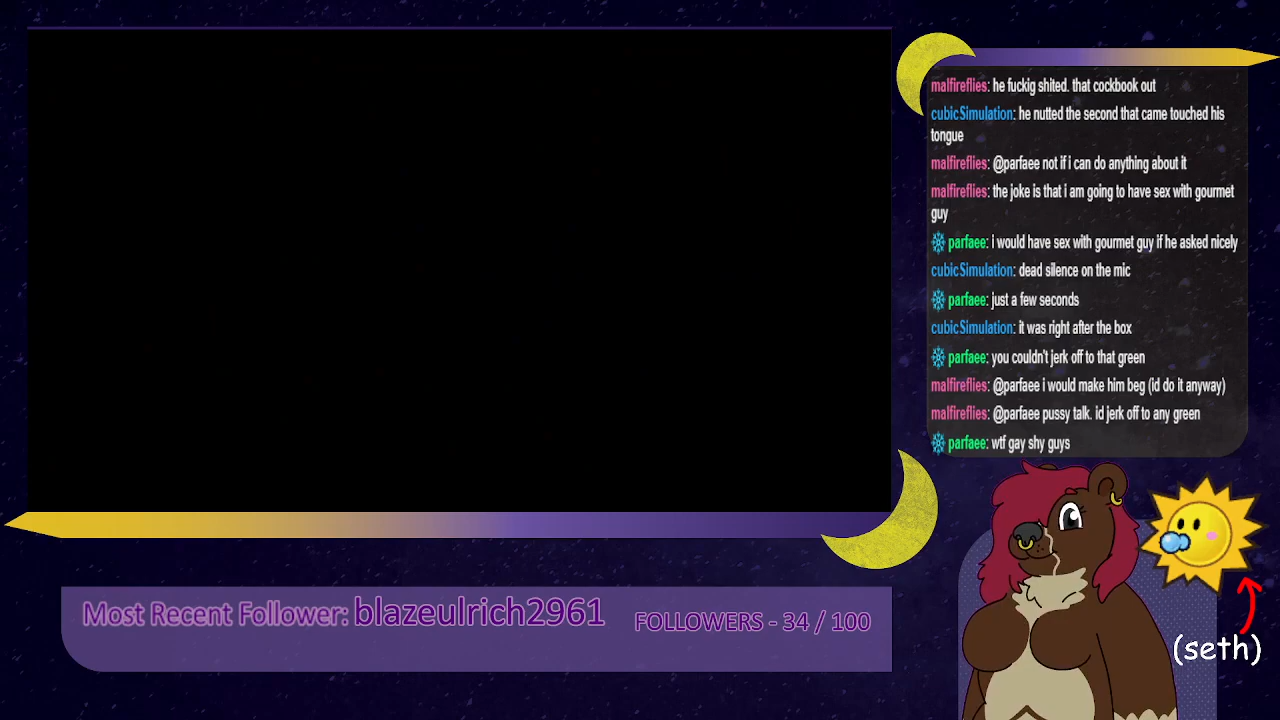 malfireflies: he fuckig shited. that cockbook out
cubicSimulation: he nutted the second that came touched his
tongue
malfireflies: @parfaee not if i can do anything about it
malfireflies: the joke is that i am going to have sex with gourmet
guy
parfaee: i would have sex with gourmet guy if he asked nicely
cubicSimulation: dead silence on the mic
parfaee: just a few seconds
cubicSimulation: it was right after the box
parfaee: you couldn't jerk off to that green
malfireflies: @parfaee i would make him beg (id do it anyway)
malfireflies: @parfaee pussy talk. id jerk off to any green
parfaee: wtf gay shy guys
Most Recent Follower: blazeulrich2961
FOLLOWERS - 34 / 100
(seth)